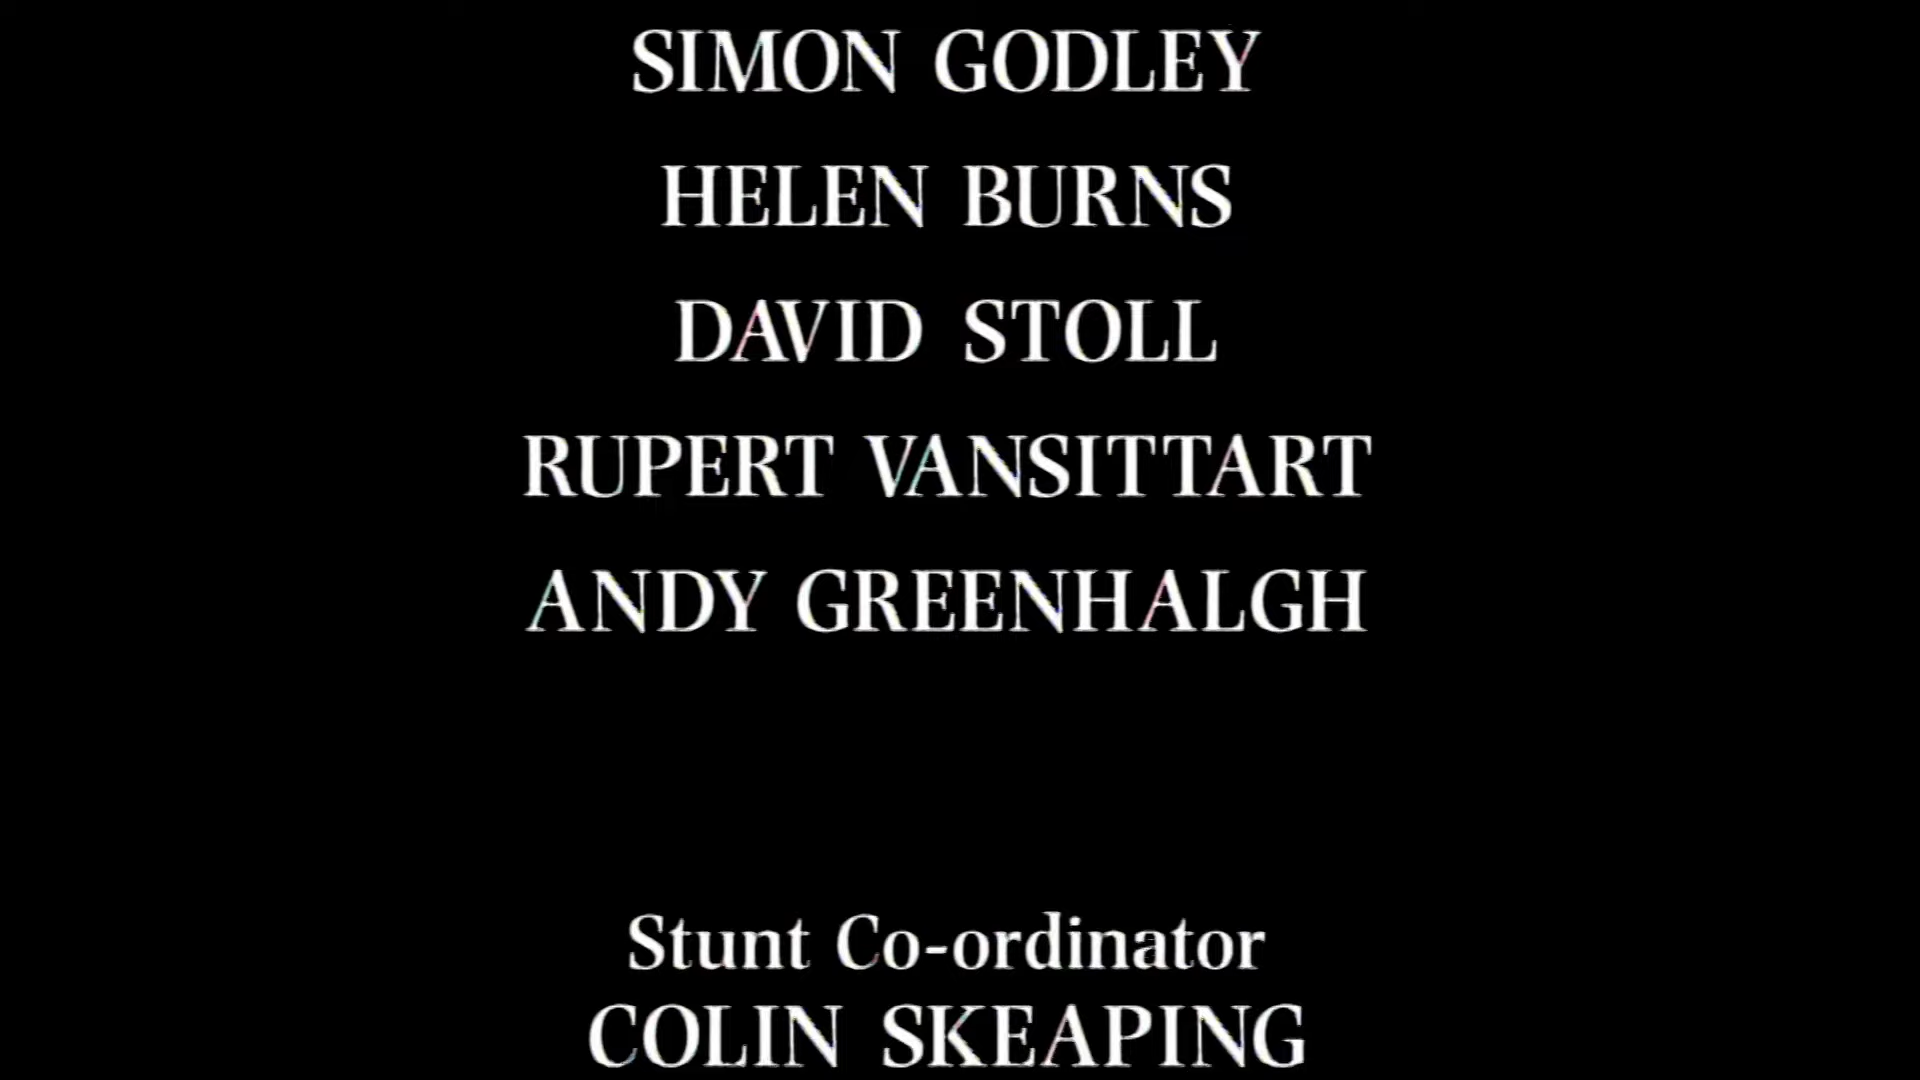 SIMON GODLEY
HELEN BURNS
DAVID STOLL
RUPERT VANSITTART
ANDY GREENHALGH
Stunt Co-ordinator
COLIN SKEAPING